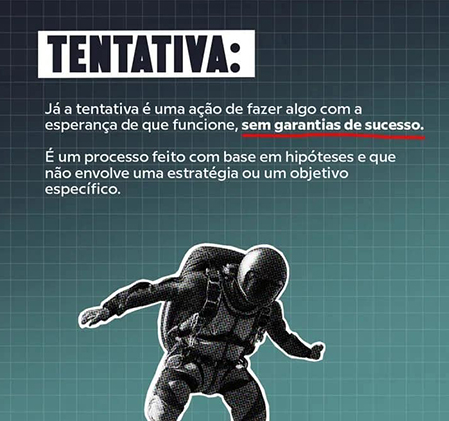 TENTATIVA:
Já a tentativa é uma ação de fazer algo com a
esperança de que funcione, sem garantias de sucesso.
É um processo feito com base em hipóteses e que
não envolve uma estratégia ou um objetivo
específico.